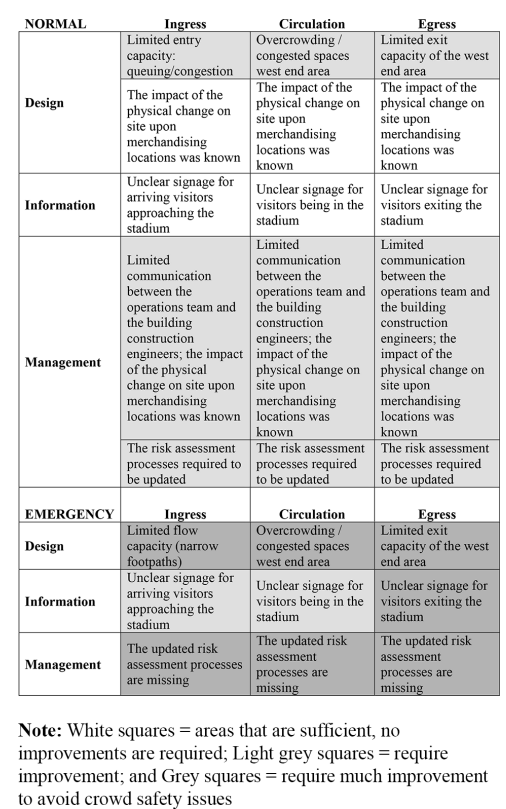 NORMAL Ingress Circulation Egress
Design
Limited entry
capacity:
queuing/congestion
Overcrowding /
congested spaces
west end area
Limited exit
capacity of the west
end area
The impact of the
physical change on
site upon
merchandising
locations was known
The impact of the
physical change on
site upon
merchandising
locations was
known
The impact of the
physical change on
site upon
merchandising
locations was
known
Information
Unclear signage for
arriving visitors
approaching the
stadium
Unclear signage for
visitors being in the
stadium
Unclear signage for
visitors exiting the
stadium
Management
Limited
communication
between the
operations team and
the building
construction
engineers; the impact
of the physical
change on site upon
merchandising
locations was known
Limited
communication
between the
operations team and
the building
construction
engineers; the
impact of the
physical change on
site upon
merchandising
locations was
known
Limited
communication
between the
operations team and
the building
construction
engineers; the
impact of the
physical change on
site upon
merchandising
locations was
known
The risk assessment
processes required to
be updated
The risk assessment
processes required
to be updated
The risk assessment
processes required
to be updated
EMERGENCY Ingress Circulation Egress
Design
Limited flow
capacity (narrow
footpaths)
Overcrowding /
congested spaces
west end area
Limited exit
capacity of the west
end area
Information
Unclear signage for
arriving visitors
approaching the
stadium
Unclear signage for
visitors being in the
stadium
Unclear signage for
visitors exiting the
stadium
Management
The updated risk
assessment processes
are missing
The updated risk
assessment
processes are
missing
The updated risk
assessment
processes are
missing
Note: White squares = areas that are sufficient, no
improvements are required; Light grey squares = require
improvement; and Grey squares = require much improvement
to avoid crowd safety issues